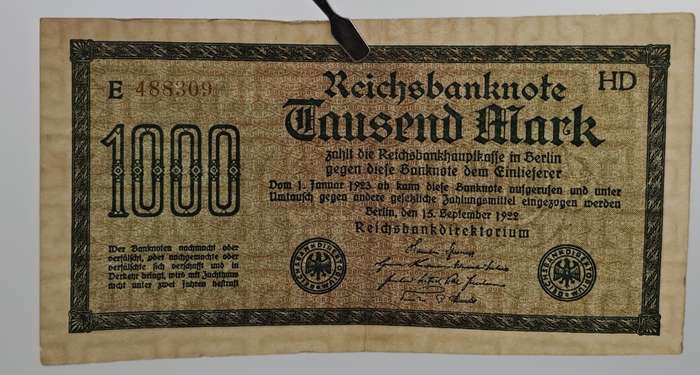 E 488309
HD
Reichsbanknote
Tausend Mark
1000
zahlt die Reichsbankhauptkasse in Berlin
gegen diese Banknote dem Einlieferer
Vom 1. Januar 1923 ab kann diese Banknote aufgerufen und unter
Umtausch gegen andere gesetzliche Zahlungsmittel eingezogen werden
Berlin, den 15. September 1922
Reichsbankdirektorium
Wer Banknoten nachmacht oder
verfälscht, oder nachgemachte oder
verfälschte sich verschafft und in
Verkehr bringt, wird mit Zuchthaus
nicht unter zwei Jahren bestraft
REICHSBANKDIREKTORIUM
REICHSBANKDIREKTORIUM